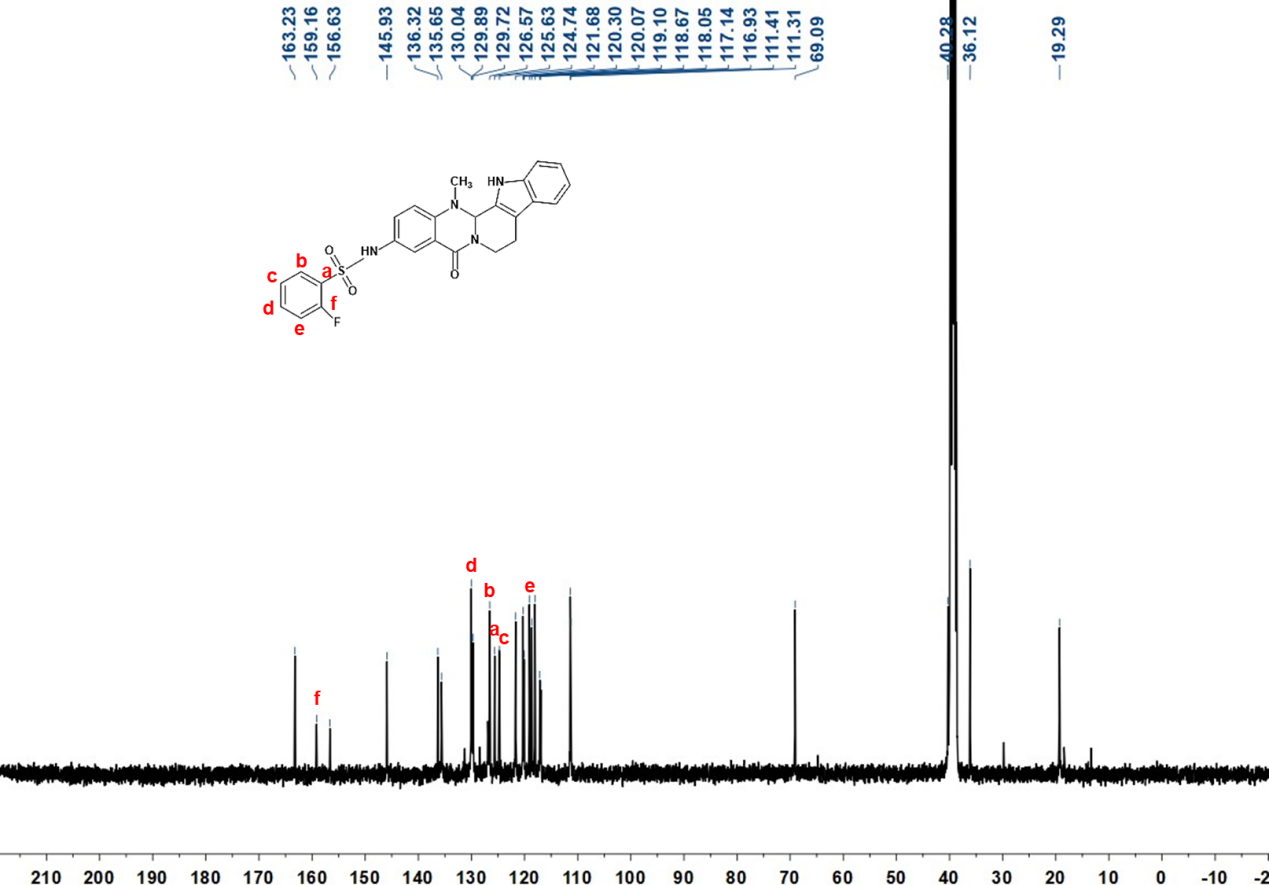 163.23
159.16
156.63
145.93
136.32
135.65
130.04
129.89
129.72
126.57
125.63
124.74
121.68
120.30
120.07
119.10
118.67
118.05
117.14
116.93
111.41
111.31
69.09
40.28
36.12
19.29
CH₃
HN
N
HN
N
O
O
S
O
F
b
a
c
f
d
e
d
b
e
a
c
f
210 200 190 180 170 160 150 140 130 120 110 100 90 80 70 60 50 40 30 20 10 0 -10 -2